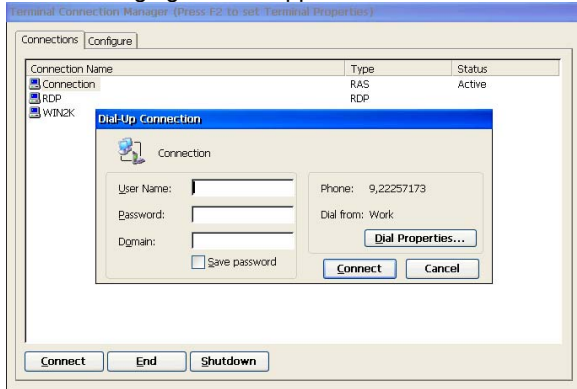 Terminal Connection Manager (Press F2 to set Terminal Properties)
Connections Configure
Connection Name Type Status
Connection RAS Active
RDP RDP
WIN2K
Dial-Up Connection
Connection
User Name:
Password:
Domain:
Save password
Phone: 9,22257173
Dial from: Work
Dial Properties...
Connect Cancel
Connect End Shutdown